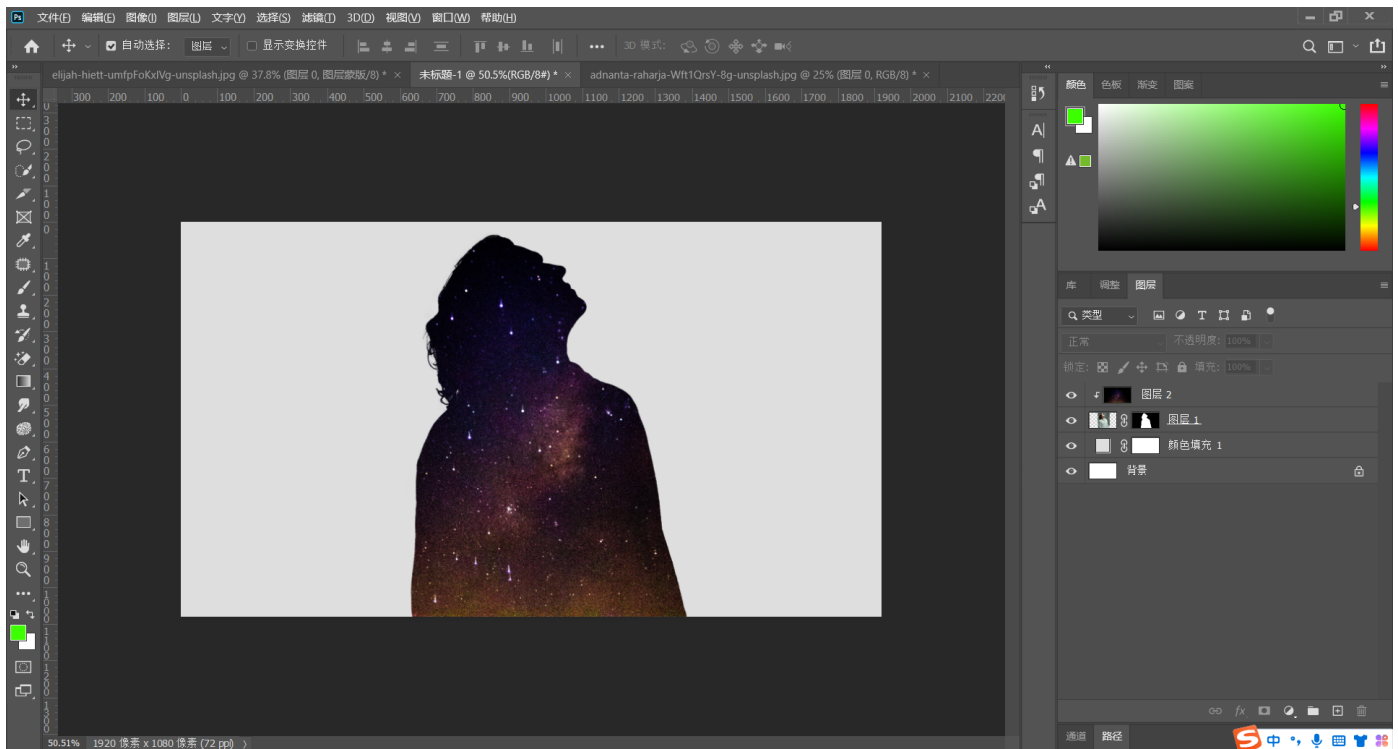 Ps 文件(F) 编辑(E) 图像(I) 图层(L) 文字(Y) 选择(S) 滤镜(T) 3D(D) 视图(V) 窗口(W) 帮助(H)
自动选择: 图层 显示变换控件 3D 模式:
elijah-hiett-umfpFoKxIVg-unsplash.jpg @ 37.8% (图层 0, 图层蒙版/8) * × 未标题-1 @ 50.5%(RGB/8#) * × adnanta-raharja-Wft1QrsY-8g-unsplash.jpg @ 25% (图层 0, RGB/8) * ×
300 200 100 0 100 200 300 400 500 600 700 800 900 1000 1100 1200 1300 1400 1500 1600 1700 1800 1900 2000 2100 2200
颜色 色板 渐变 图案
库 调整 图层
类型
正常 不透明度: 100%
锁定: 填充: 100%
图层 2
图层 1
颜色填充 1
背景
fx
通道 路径
50.51% 1920 像素 x 1080 像素 (72 ppi)
S 中